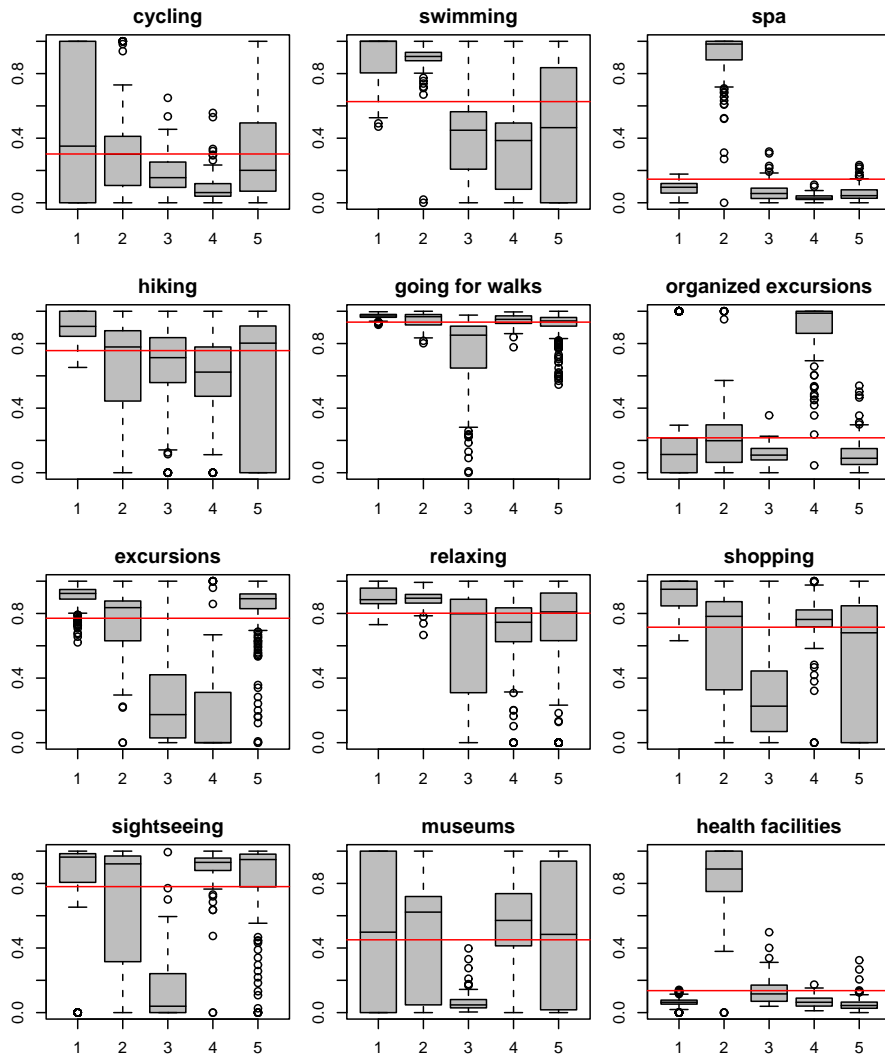 cycling swimming spa
0.0 0.4 0.8 0.0 0.4 0.8 0.0 0.4 0.8
1 2 3 4 5 1 2 3 4 5 1 2 3 4 5
hiking going for walks organized excursions
0.0 0.4 0.8 0.0 0.4 0.8 0.0 0.4 0.8
1 2 3 4 5 1 2 3 4 5 1 2 3 4 5
excursions relaxing shopping
0.0 0.4 0.8 0.0 0.4 0.8 0.0 0.4 0.8
1 2 3 4 5 1 2 3 4 5 1 2 3 4 5
sightseeing museums health facilities
0.0 0.4 0.8 0.0 0.4 0.8 0.0 0.4 0.8
1 2 3 4 5 1 2 3 4 5 1 2 3 4 5